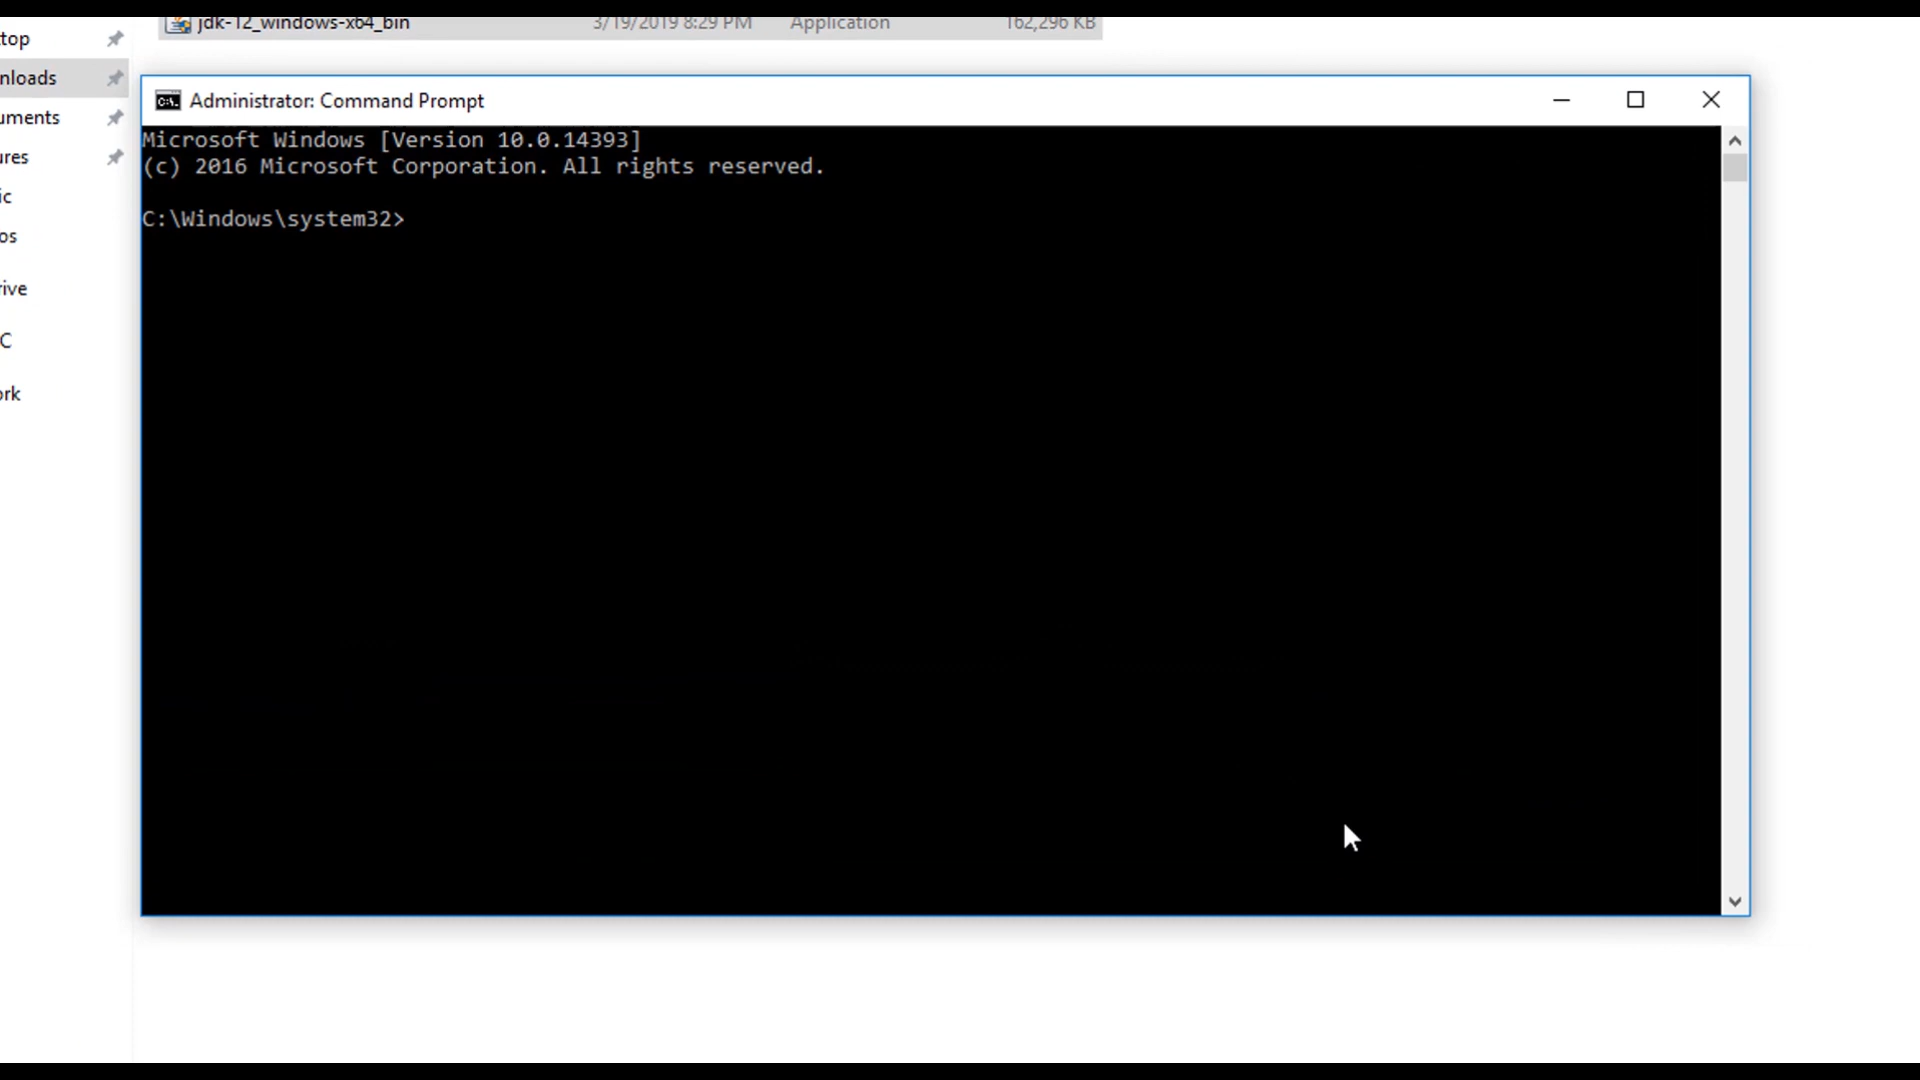 jdk-12_windows-x64_bin 3/19/2019 8:29 PM Application 162,296 KB
top
nloads
uments
ures
ic
os
rive
C
ork
Administrator: Command Prompt
Microsoft Windows [Version 10.0.14393]
(c) 2016 Microsoft Corporation. All rights reserved.
C:\Windows\system32>